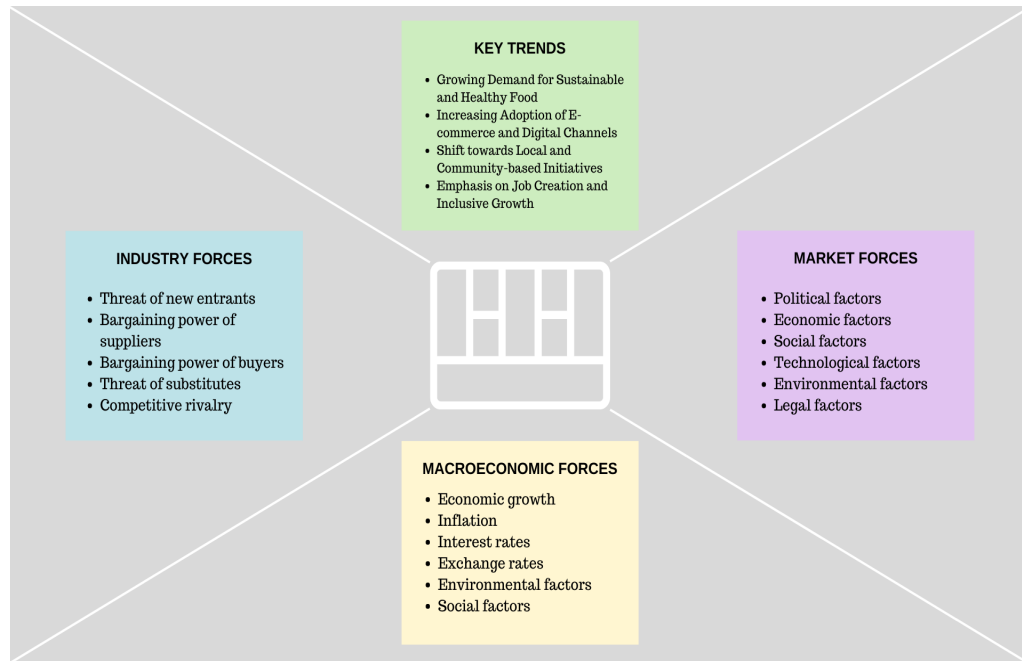 KEY TRENDS
• Growing Demand for Sustainable
and Healthy Food
• Increasing Adoption of E-
commerce and Digital Channels
• Shift towards Local and
Community-based Initiatives
• Emphasis on Job Creation and
Inclusive Growth
INDUSTRY FORCES
• Threat of new entrants
• Bargaining power of
suppliers
• Bargaining power of buyers
• Threat of substitutes
• Competitive rivalry
MARKET FORCES
• Political factors
• Economic factors
• Social factors
• Technological factors
• Environmental factors
• Legal factors
MACROECONOMIC FORCES
• Economic growth
• Inflation
• Interest rates
• Exchange rates
• Environmental factors
• Social factors